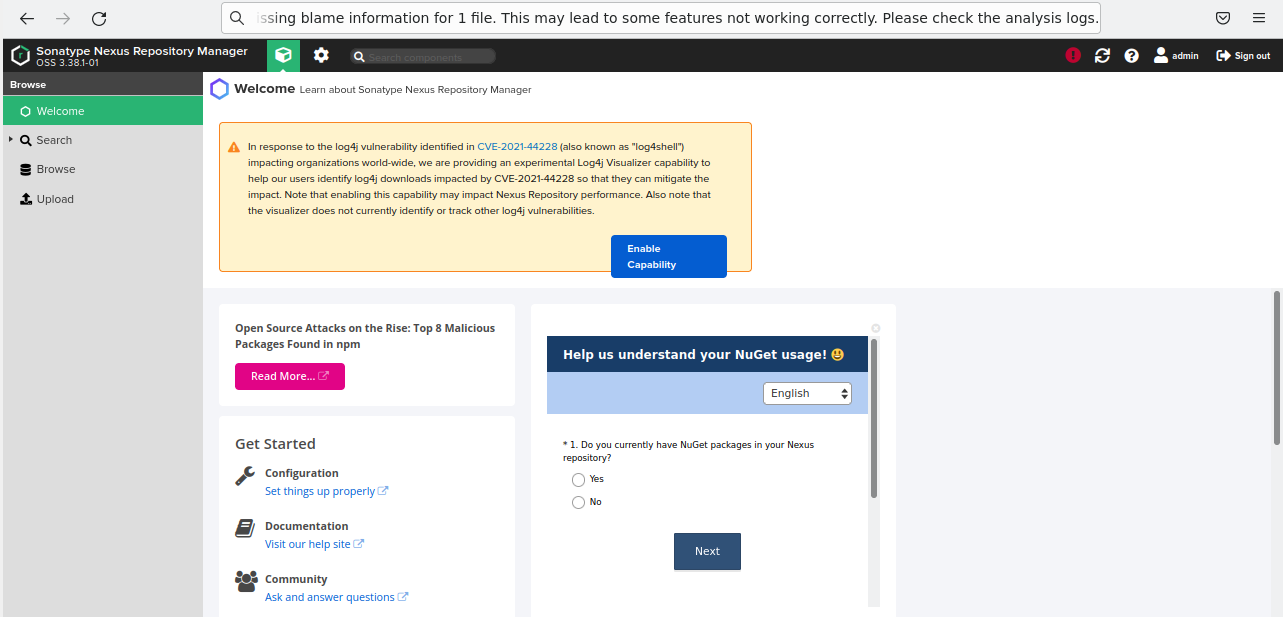 issing blame information for 1 file. This may lead to some features not working correctly. Please check the analysis logs.
Sonatype Nexus Repository Manager
OSS 3.38.1-01
Search components
admin
Sign out
Browse
Welcome
Search
Browse
Upload
Welcome Learn about Sonatype Nexus Repository Manager
In response to the log4j vulnerability identified in CVE-2021-44228 (also known as "log4shell")
impacting organizations world-wide, we are providing an experimental Log4j Visualizer capability to
help our users identify log4j downloads impacted by CVE-2021-44228 so that they can mitigate the
impact. Note that enabling this capability may impact Nexus Repository performance. Also note that
the visualizer does not currently identify or track other log4j vulnerabilities.
Enable
Capability
Open Source Attacks on the Rise: Top 8 Malicious
Packages Found in npm
Read More...
Get Started
Configuration
Set things up properly
Documentation
Visit our help site
Community
Ask and answer questions
Help us understand your NuGet usage! 😃
English
* 1. Do you currently have NuGet packages in your Nexus
repository?
Yes
No
Next